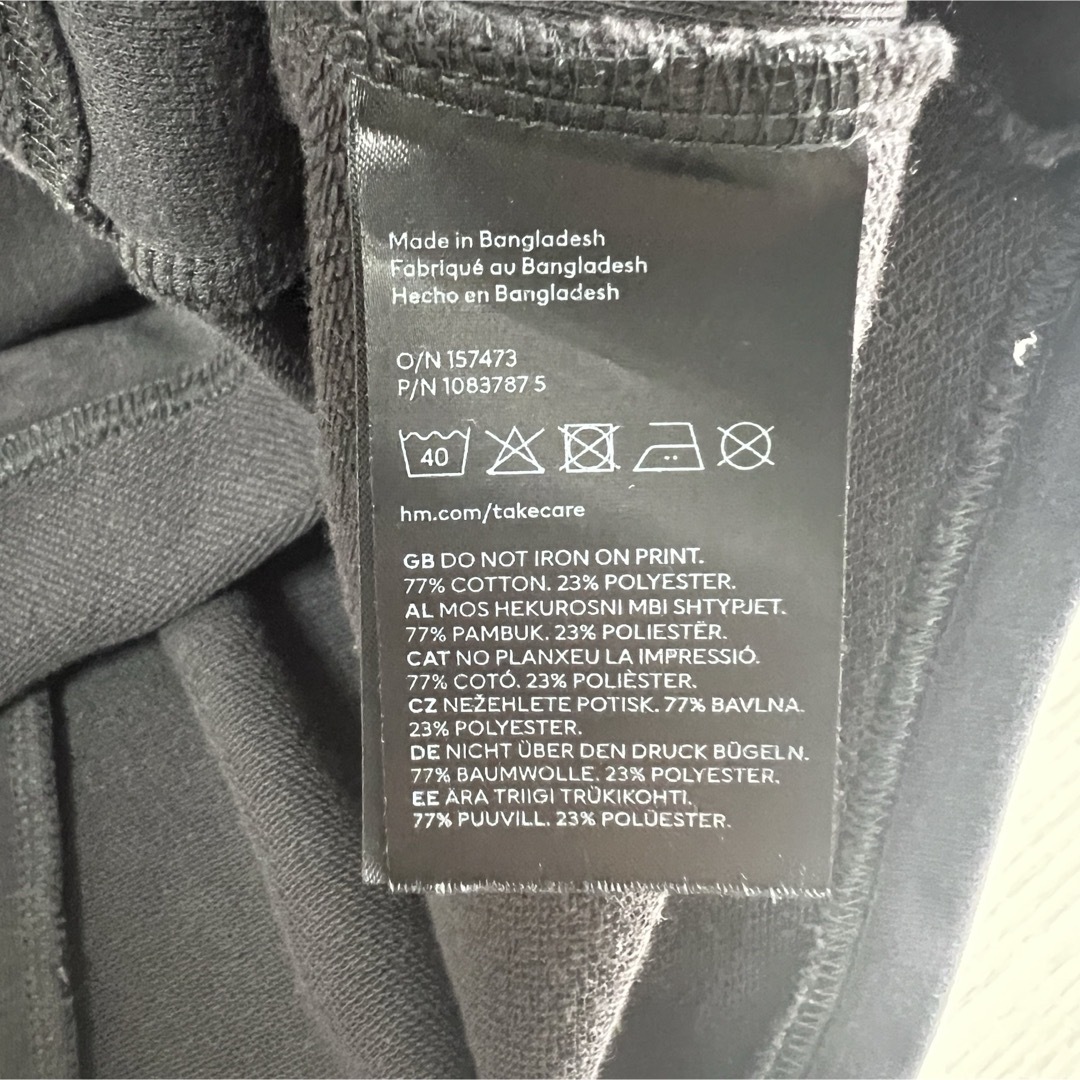 Made in Bangladesh
Fabriqué au Bangladesh
Hecho en Bangladesh
O/N 157473
P/N 1083787 5
40
hm.com/takecare
GB DO NOT IRON ON PRINT.
77% COTTON. 23% POLYESTER.
AL MOS HEKUROSNI MBI SHTYPJET.
77% PAMBUK. 23% POLIESTËR.
CAT NO PLANXEU LA IMPRESSIÓ.
77% COTÓ. 23% POLIÈSTER.
CZ NEŽEHLETE POTISK. 77% BAVLNA.
23% POLYESTER.
DE NICHT ÜBER DEN DRUCK BÜGELN.
77% BAUMWOLLE. 23% POLYESTER.
EE ÄRA TRIIGI TRÜKIKOHTI.
77% PUUVILL. 23% POLÜESTER.